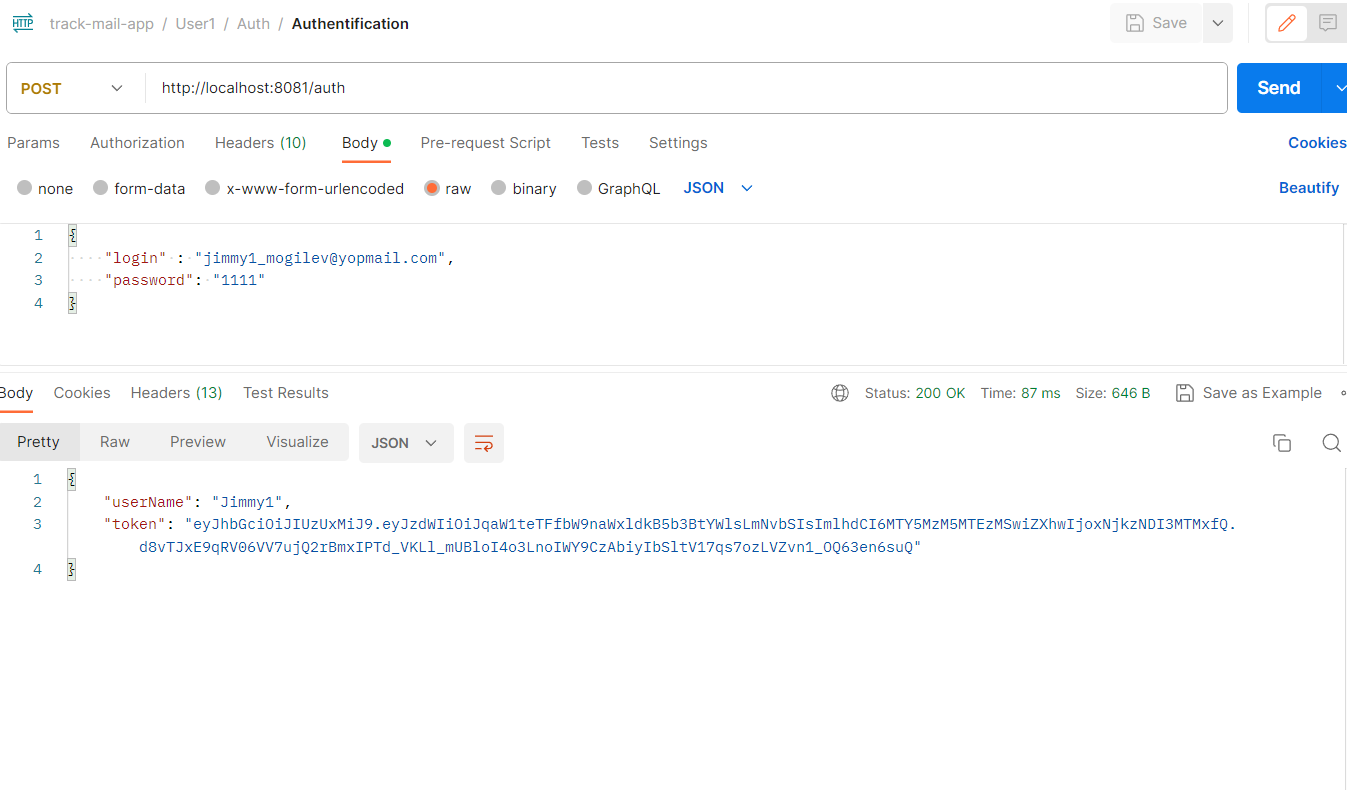 HTTP track-mail-app / User1 / Auth / Authentification Save
POST http://localhost:8081/auth Send
Params Authorization Headers (10) Body Pre-request Script Tests Settings Cookies
none form-data x-www-form-urlencoded raw binary GraphQL JSON Beautify
1 {
2 "login" : "jimmy1_mogilev@yopmail.com",
3 "password": "1111"
4 }
Body Cookies Headers (13) Test Results Status: 200 OK Time: 87 ms Size: 646 B Save as Example
Pretty Raw Preview Visualize JSON
1 {
2 "userName": "Jimmy1",
3 "token": "eyJhbGciOiJIUzUxMiJ9.eyJzdWIiOiJqaW1teTFfbW9naWxldkB5b3BtYWlsLmNvbSIsImlhdCI6MTY5MzM5MTEzMSwiZXhwIjoxNjkzNDI3MTMxfQ.
d8vTJxE9qRV06VV7ujQ2rBmxIPTd_VKLl_mUBloI4o3LnoIWY9CzAbiyIbSltV17qs7ozLVZvn1_OQ63en6suQ"
4 }